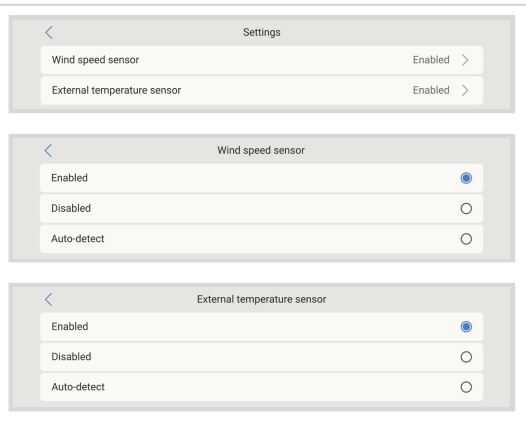 Settings
Wind speed sensor Enabled
External temperature sensor Enabled
Wind speed sensor
Enabled
Disabled
Auto-detect
External temperature sensor
Enabled
Disabled
Auto-detect